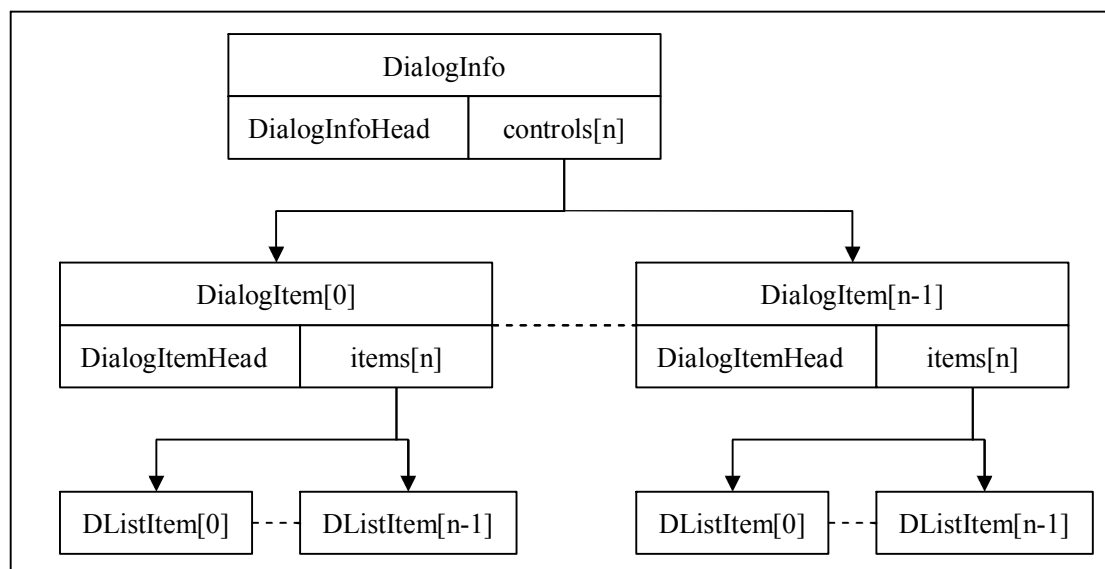 DialogInfo
DialogInfoHead controls[n]
DialogItem[0] DialogItem[n-1]
DialogItemHead items[n] DialogItemHead items[n]
DListItem[0] DListItem[n-1] DListItem[0] DListItem[n-1]